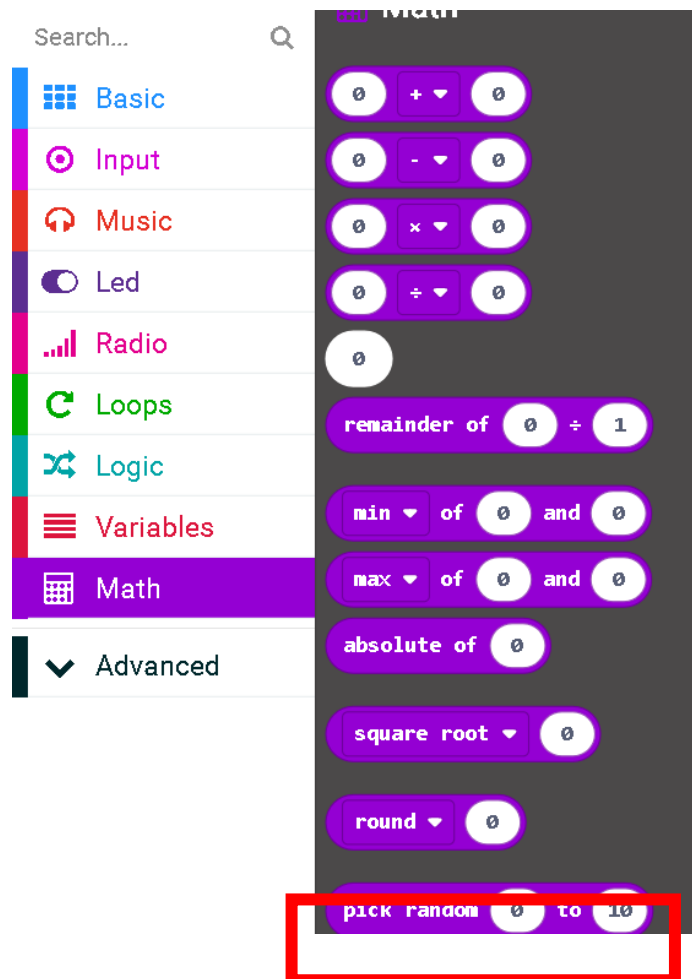 Search...
Basic
Input
Music
Led
Radio
Loops
Logic
Variables
Math
Advanced
Math
0 + 0
0 - 0
0 × 0
0 ÷ 0
0
remainder of 0 ÷ 1
min of 0 and 0
max of 0 and 0
absolute of 0
square root 0
round 0
pick random 0 to 10